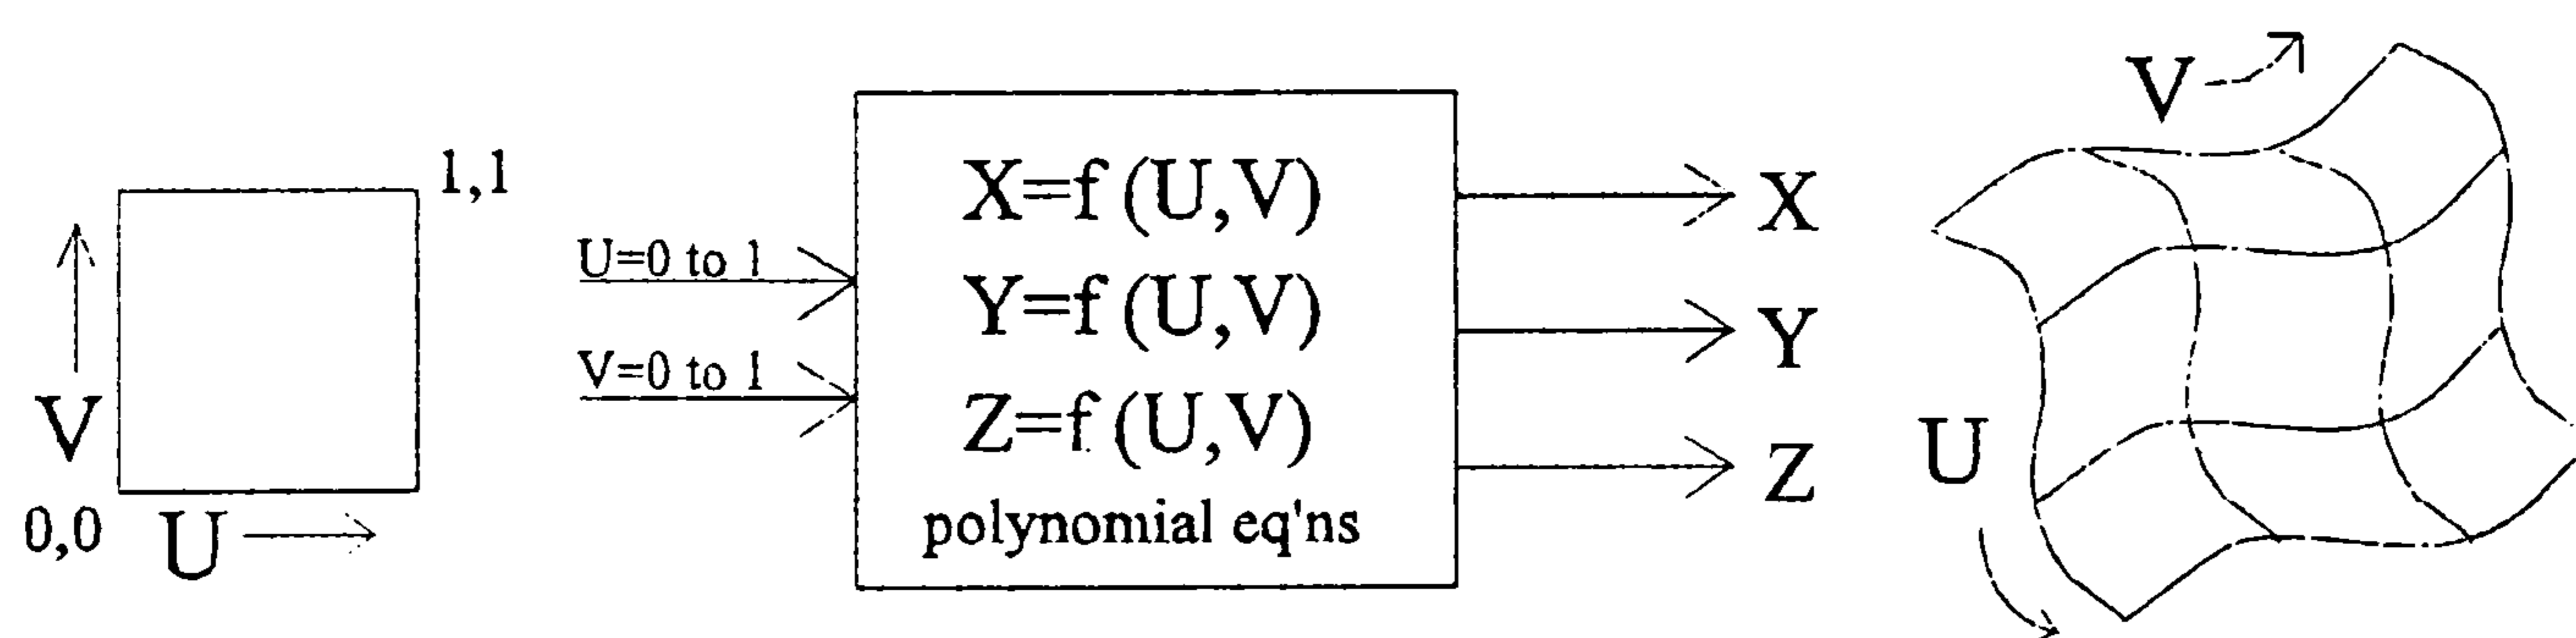 1,1
V
0,0
U
U=0 to 1
V=0 to 1
X=f (U,V)
Y=f (U,V)
Z=f (U,V)
polynomial eq'ns
X
Y
Z
V
U